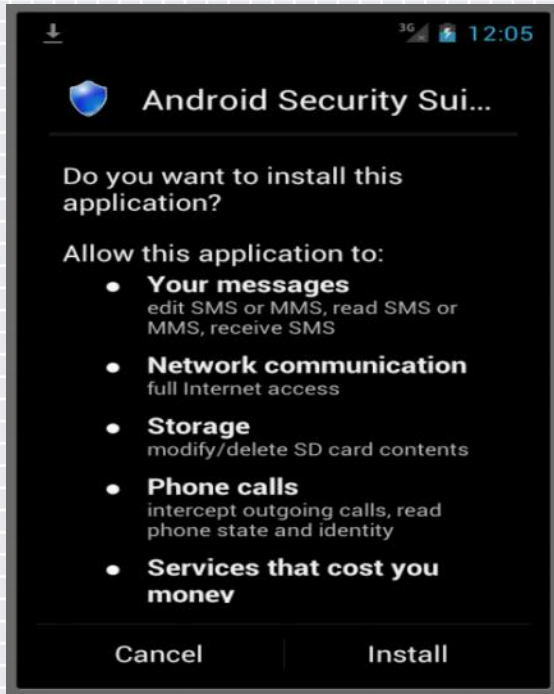 3G 12:05
Android Security Sui...
Do you want to install this
application?
Allow this application to:
● Your messages
edit SMS or MMS, read SMS or
MMS, receive SMS
● Network communication
full Internet access
● Storage
modify/delete SD card contents
● Phone calls
intercept outgoing calls, read
phone state and identity
● Services that cost you
money
Cancel Install